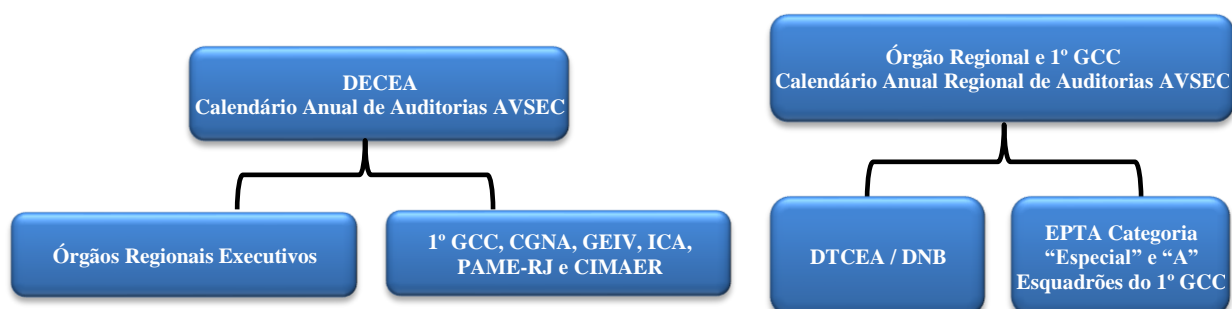 DECEA
Calendário Anual de Auditorias AVSEC
Órgãos Regionais Executivos
1º GCC, CGNA, GEIV, ICA,
PAME-RJ e CIMAER
Órgão Regional e 1º GCC
Calendário Anual Regional de Auditorias AVSEC
DTCEA / DNB
EPTA Categoria
“Especial” e “A”
Esquadrões do 1º GCC